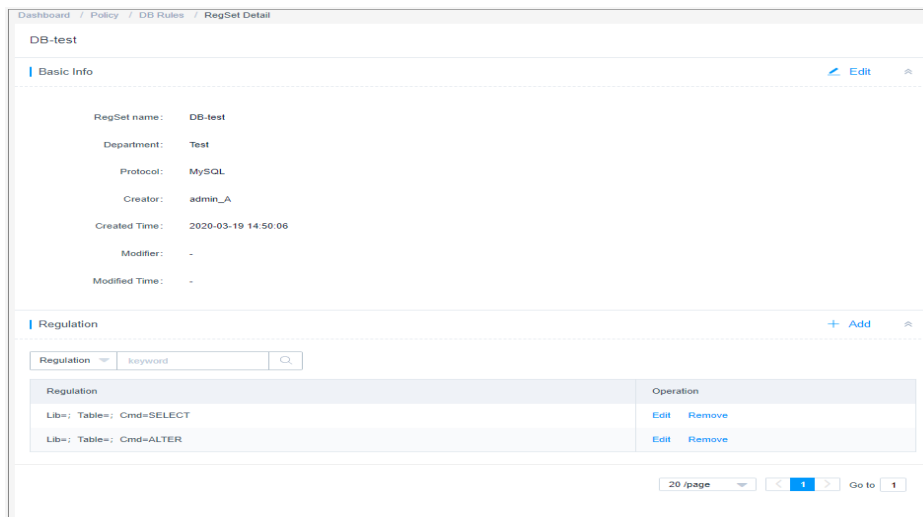 Dashboard / Policy / DB Rules / RegSet Detail
DB-test
Basic Info Edit
RegSet name: DB-test
Department: Test
Protocol: MySQL
Creator: admin_A
Created Time: 2020-03-19 14:50:06
Modifier: -
Modified Time: -
Regulation + Add
Regulation keyword
Regulation Operation
Lib=; Table=; Cmd=SELECT Edit Remove
Lib=; Table=; Cmd=ALTER Edit Remove
20 /page < 1 > Go to 1